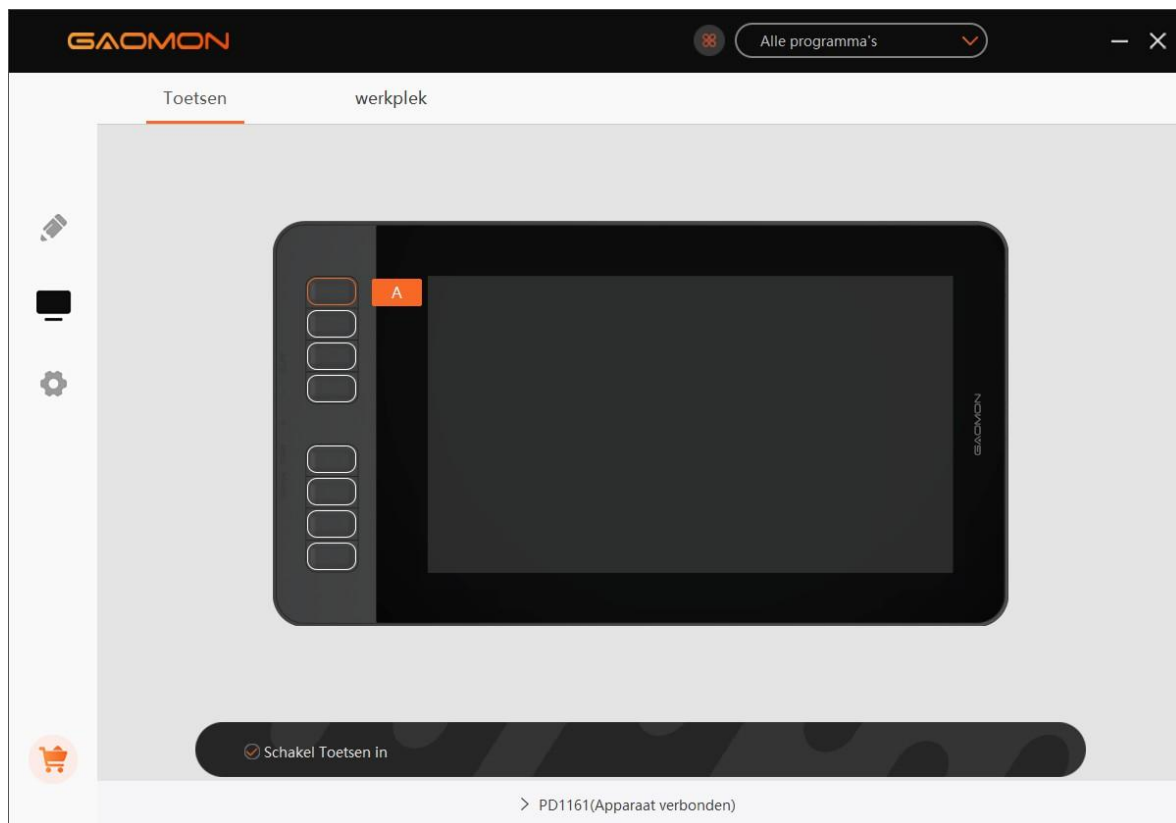 GAOMON
Alle programma's
Toetsen
werkplek
A
GAOMON
Schakel Toetsen in
PD1161(Apparaat verbonden)